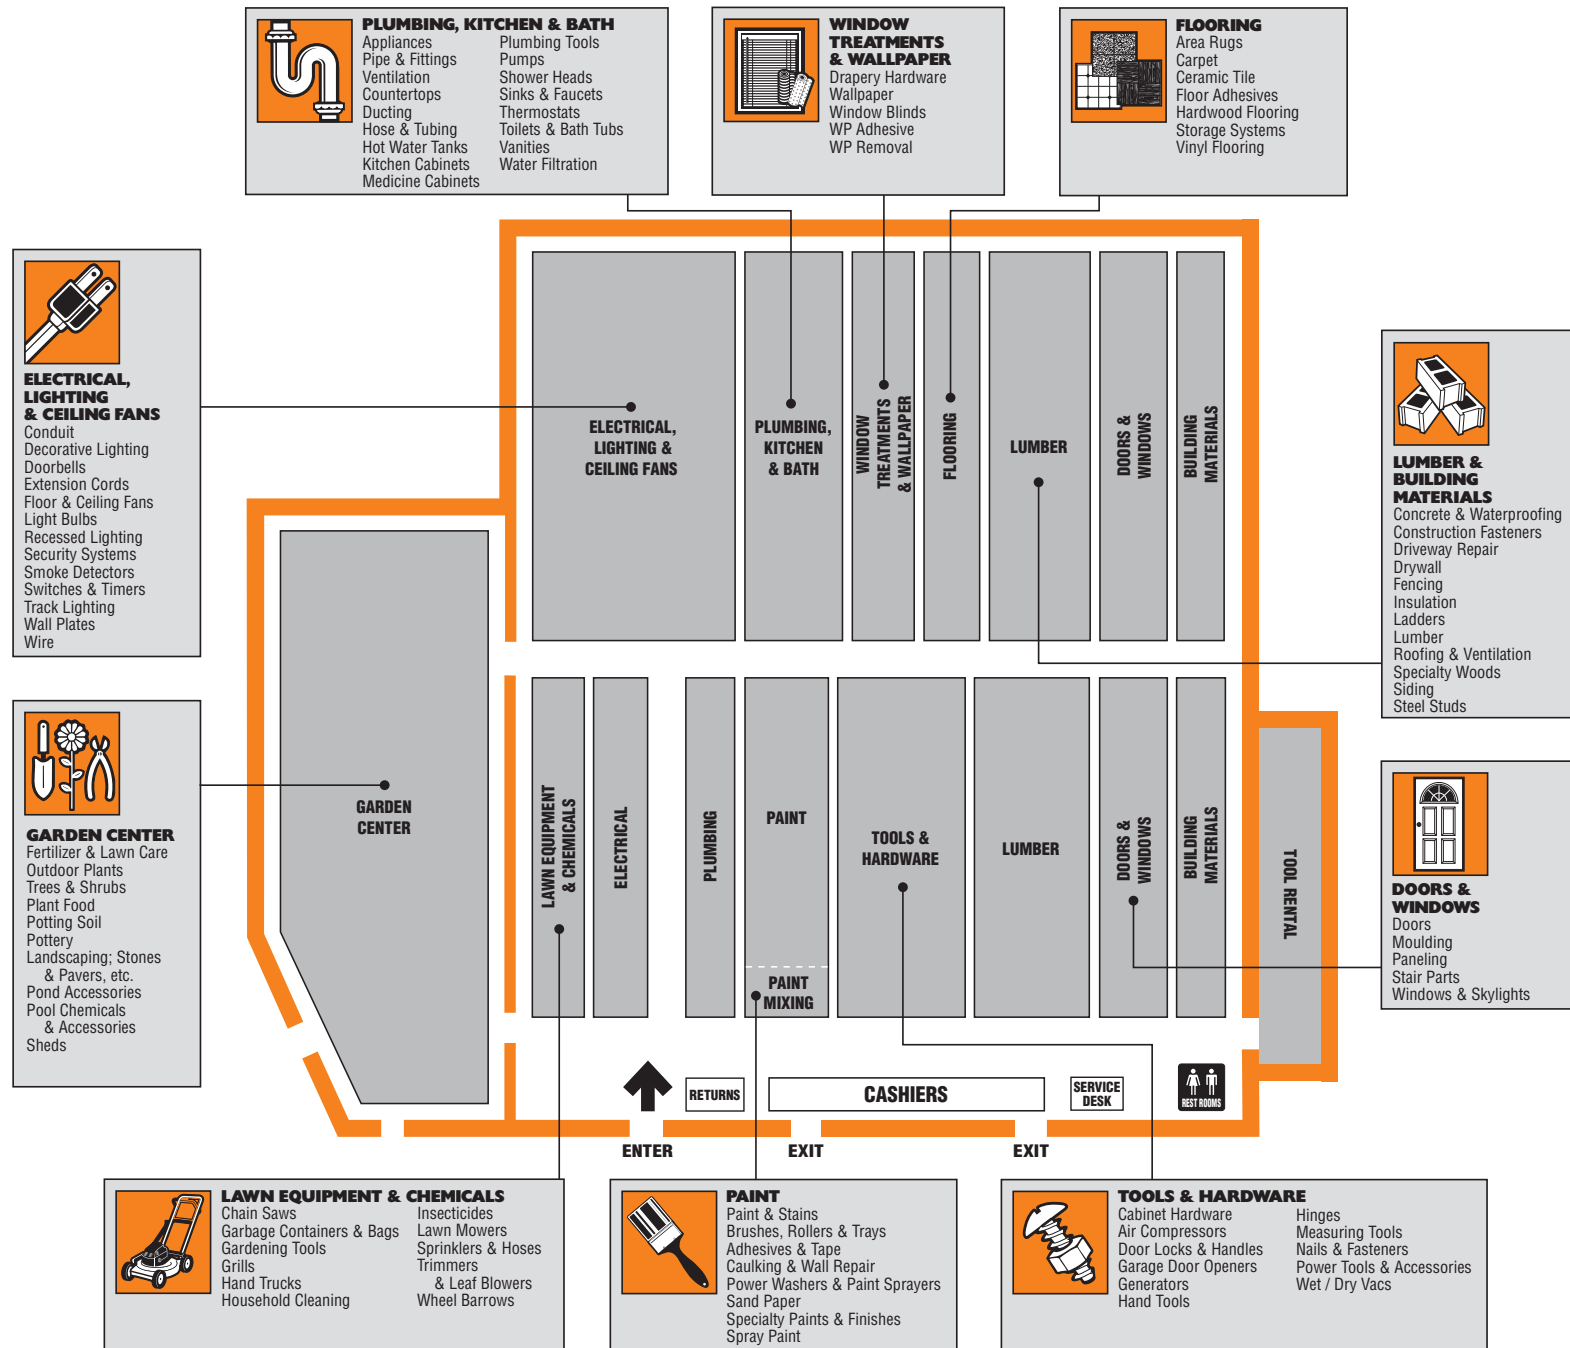 PLUMBING, KITCHEN & BATH
Appliances
Pipe & Fittings
Ventilation
Countertops
Ducting
Hose & Tubing
Hot Water Tanks
Kitchen Cabinets
Medicine Cabinets
Plumbing Tools
Pumps
Shower Heads
Sinks & Faucets
Thermostats
Toilets & Bath Tubs
Vanities
Water Filtration
WINDOW
TREATMENTS
& WALLPAPER
Drapery Hardware
Wallpaper
Window Blinds
WP Adhesive
WP Removal
FLOORING
Area Rugs
Carpet
Ceramic Tile
Floor Adhesives
Hardwood Flooring
Storage Systems
Vinyl Flooring
ELECTRICAL,
LIGHTING
& CEILING FANS
Conduit
Decorative Lighting
Doorbells
Extension Cords
Floor & Ceiling Fans
Light Bulbs
Recessed Lighting
Security Systems
Smoke Detectors
Switches & Timers
Track Lighting
Wall Plates
Wire
ELECTRICAL,
LIGHTING &
CEILING FANS
PLUMBING,
KITCHEN
& BATH
WINDOW
TREATMENTS
& WALLPAPER
FLOORING
LUMBER
DOORS &
WINDOWS
BUILDING
MATERIALS
LUMBER &
BUILDING
MATERIALS
Concrete & Waterproofing
Construction Fasteners
Driveway Repair
Drywall
Fencing
Insulation
Ladders
Lumber
Roofing & Ventilation
Specialty Woods
Siding
Steel Studs
GARDEN CENTER
Fertilizer & Lawn Care
Outdoor Plants
Trees & Shrubs
Plant Food
Potting Soil
Pottery
Landscaping; Stones
& Pavers, etc.
Pond Accessories
Pool Chemicals
& Accessories
Sheds
GARDEN
CENTER
LAWN EQUIPMENT
& CHEMICALS
ELECTRICAL
PLUMBING
PAINT
PAINT
MIXING
TOOLS &
HARDWARE
LUMBER
DOORS &
WINDOWS
BUILDING
MATERIALS
TOOL RENTAL
DOORS &
WINDOWS
Doors
Moulding
Paneling
Stair Parts
Windows & Skylights
RETURNS
CASHIERS
SERVICE
DESK
REST ROOMS
ENTER
EXIT
EXIT
LAWN EQUIPMENT & CHEMICALS
Chain Saws
Garbage Containers & Bags
Gardening Tools
Grills
Hand Trucks
Household Cleaning
Insecticides
Lawn Mowers
Sprinklers & Hoses
Trimmers
& Leaf Blowers
Wheel Barrows
PAINT
Paint & Stains
Brushes, Rollers & Trays
Adhesives & Tape
Caulking & Wall Repair
Power Washers & Paint Sprayers
Sand Paper
Specialty Paints & Finishes
Spray Paint
TOOLS & HARDWARE
Cabinet Hardware
Air Compressors
Door Locks & Handles
Garage Door Openers
Generators
Hand Tools
Hinges
Measuring Tools
Nails & Fasteners
Power Tools & Accessories
Wet / Dry Vacs